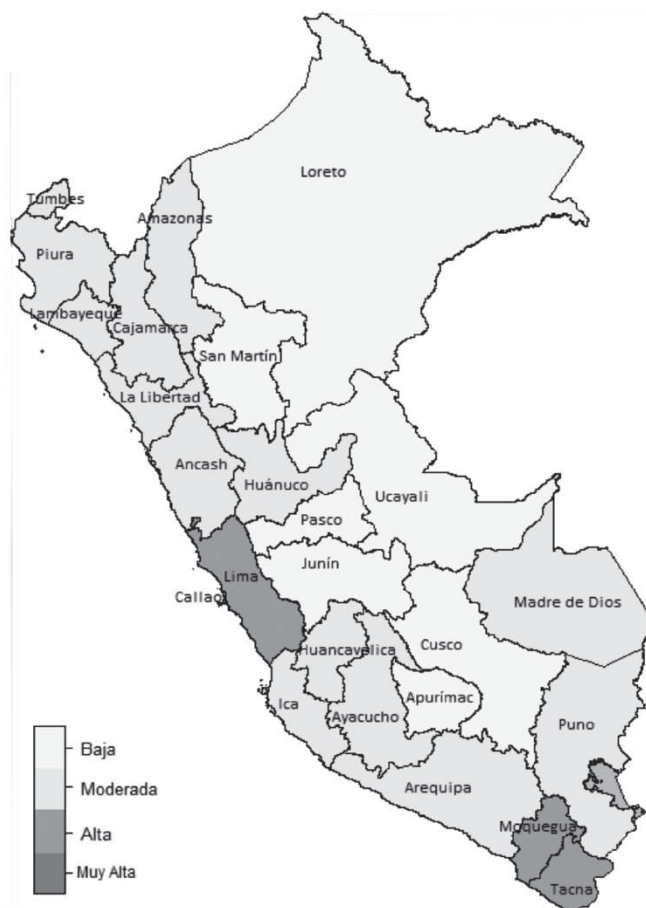 Loreto
Tumbes
Amazonas
Piura
Lambayeque
Cajamarca
San Martín
La Libertad
Ancash
Huánuco
Ucayali
Pasco
Junín
Lima
Callao
Madre de Dios
Huancavelica
Cusco
Ica
Ayacucho
Apurímac
Puno
Arequipa
Moquegua
Tacna
Baja
Moderada
Alta
Muy Alta